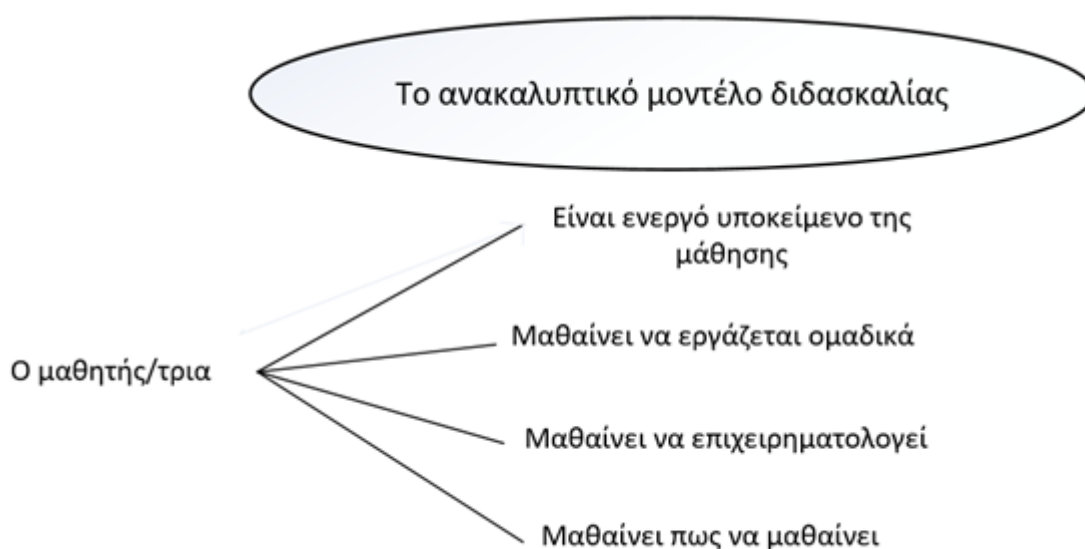 Το ανακαλυπτικό μοντέλο διδασκαλίας
Είναι ενεργό υποκείμενο της
μάθησης
Μαθαίνει να εργάζεται ομαδικά
Ο μαθητής/τρια
Μαθαίνει να επιχειρηματολογεί
Μαθαίνει πως να μαθαίνει